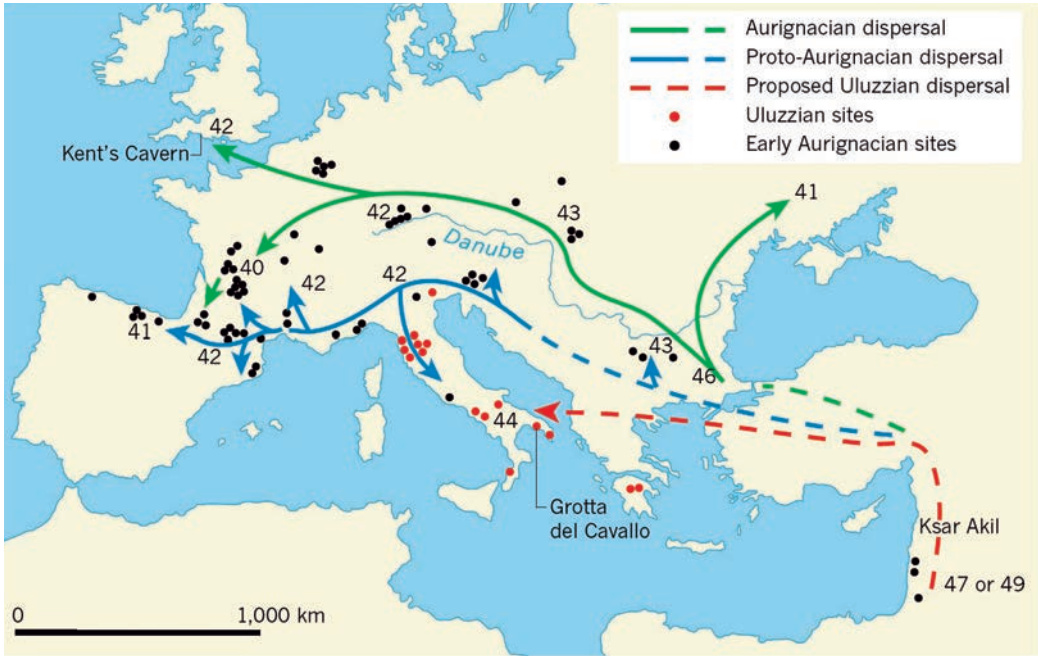 Aurignacian dispersal
Proto-Aurignacian dispersal
Proposed Uluzzian dispersal
Uluzzian sites
Early Aurignacian sites
42
Kent's Cavern
41
42
43
Danube
40
42
42
41
42
43
46
44
Grotta
del Cavallo
Ksar Akil
47 or 49
0 1,000 km